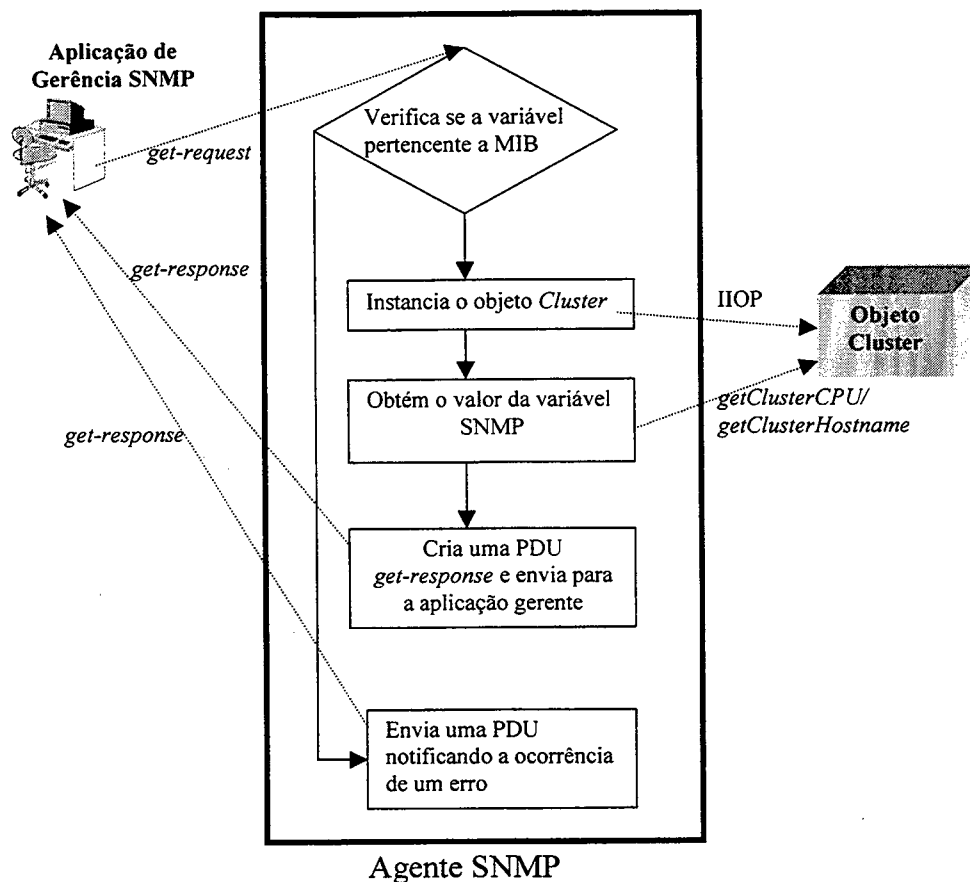 Aplicação de
Gerência SNMP
Verifica se a variável
pertencente a MIB
get-request
get-response
Instancia o objeto Cluster
IIOP
Objeto
Cluster
Obtém o valor da variável
SNMP
getClusterCPU/
getClusterHostname
get-response
Cria uma PDU
get-response e envia para
a aplicação gerente
Envia uma PDU
notificando a ocorrência
de um erro
Agente SNMP